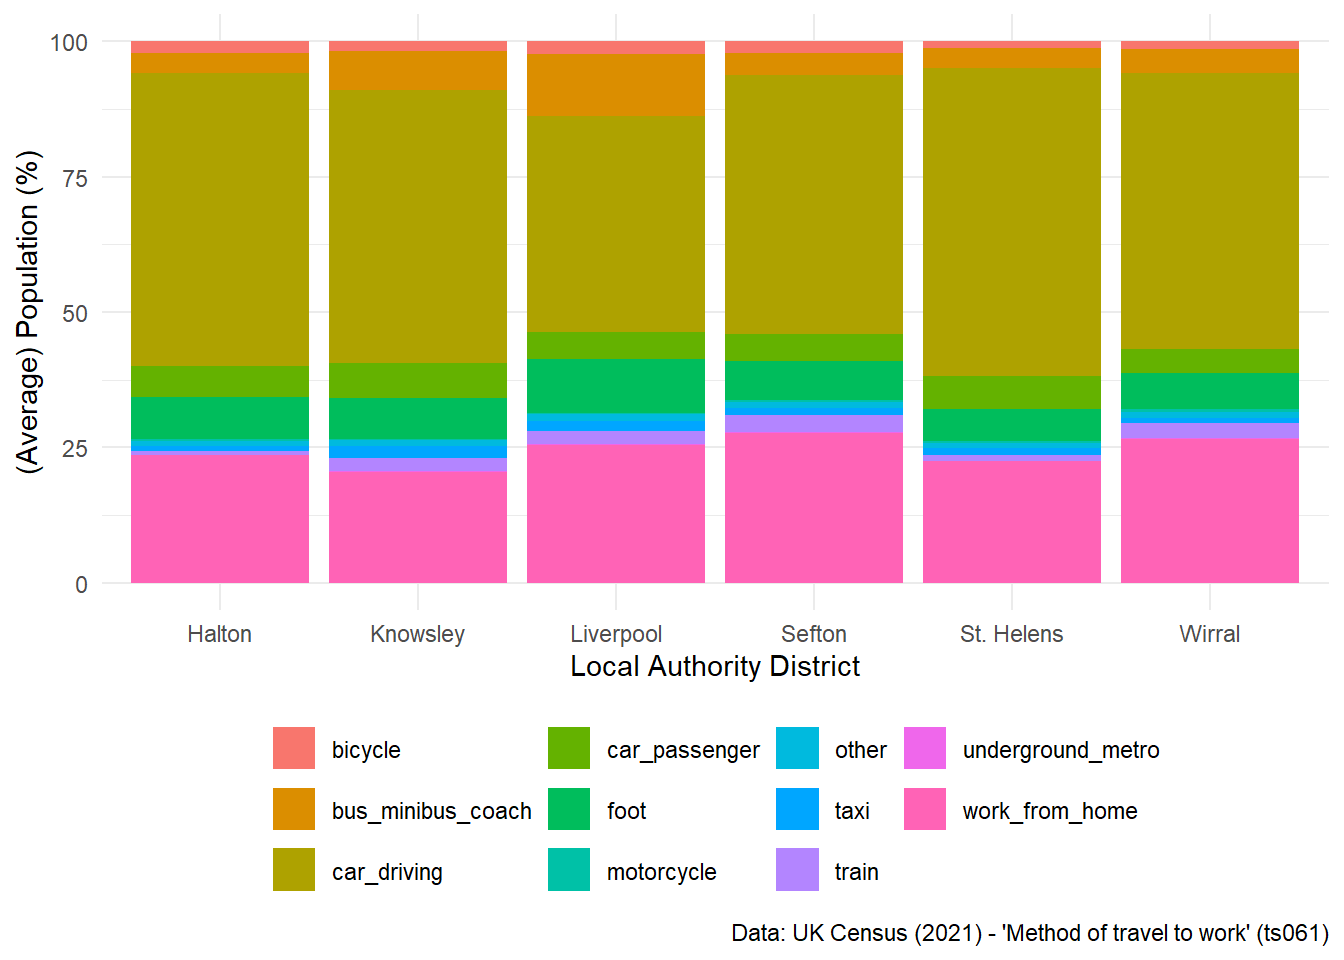 100
75
50
25
0
(Average) Population (%)
Halton Knowsley Liverpool Sefton St. Helens Wirral
Local Authority District
bicycle car_passenger other underground_metro
bus_minibus_coach foot taxi work_from_home
car_driving motorcycle train
Data: UK Census (2021) - 'Method of travel to work' (ts061)